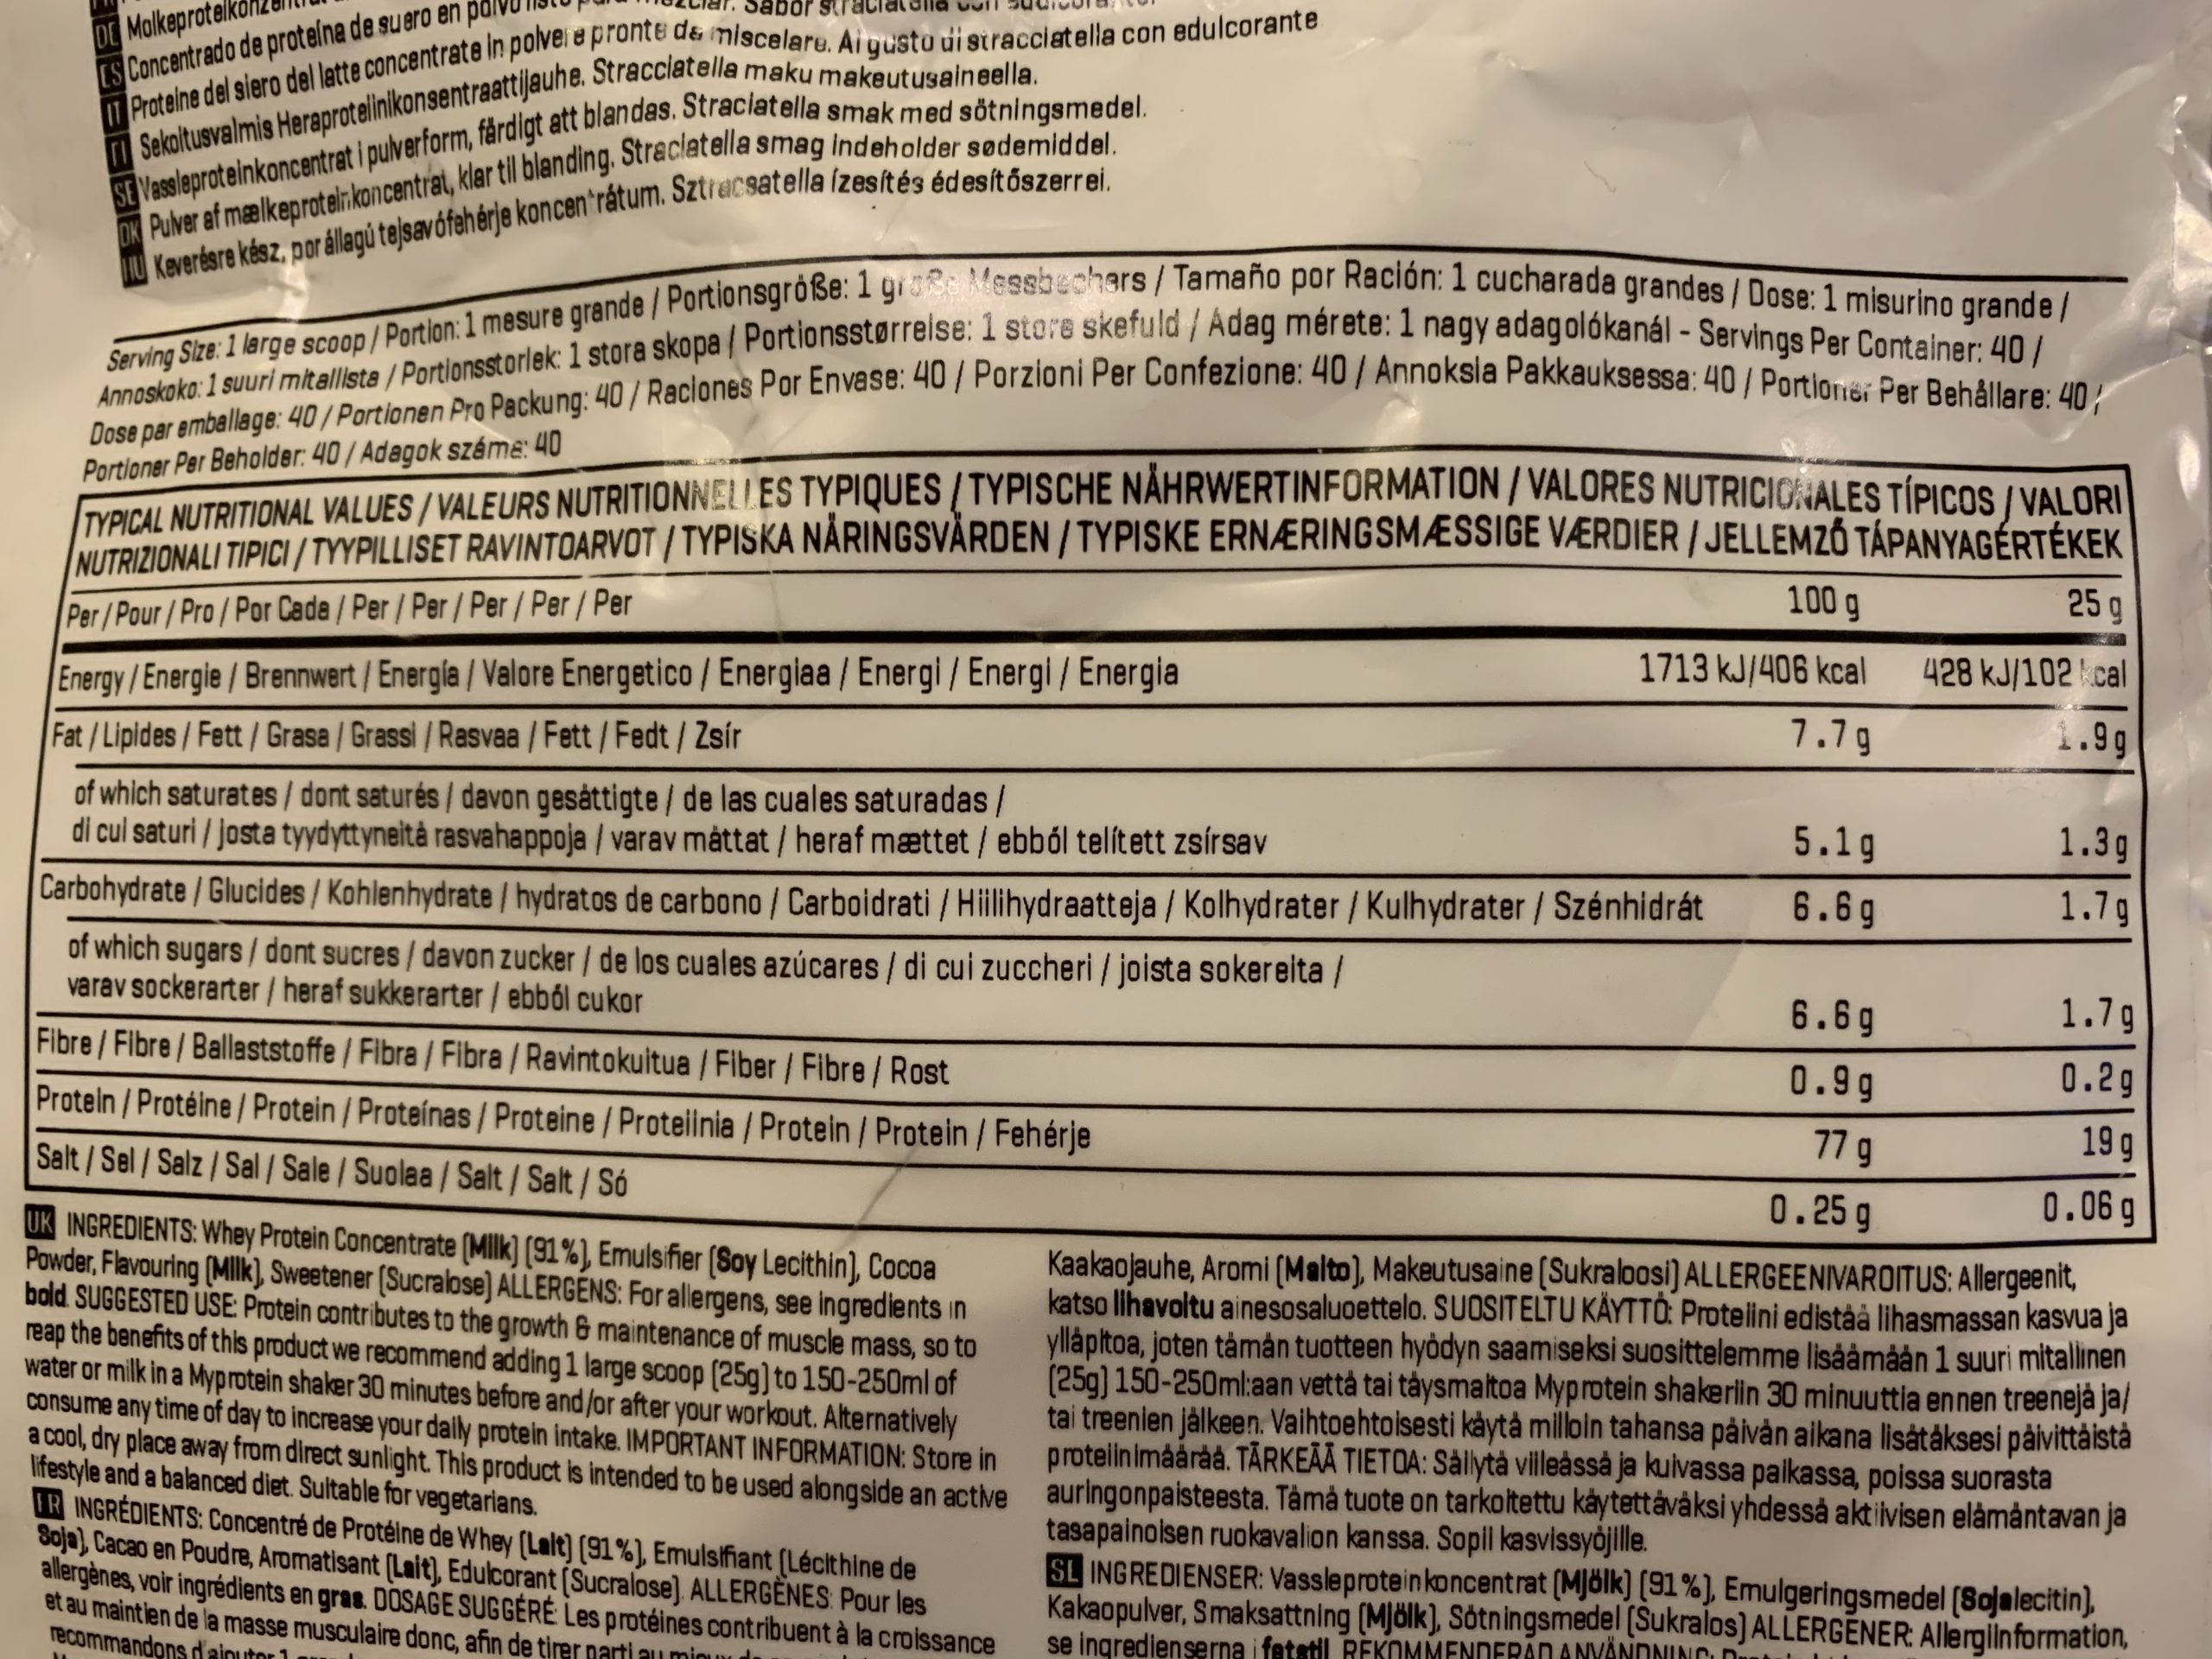 DE Molkeproteikonzentrat
ES Concentrado de proteína de suero en polvo listo para mezclar. Sabor straciatella con
IT Proteine del siero del latte concentrate in polvere pronte da miscelare. Al gusto di stracciatella con edulcorante
FI Sekoitusvalmis Heraproteiinikonsentraattijauhe. Stracciatella maku makeutusaineella.
SE Vassleproteinkoncentrat i pulverform, färdigt att blandas. Straciatella smak med sötningsmedel.
DK Pulver af mælkeproteinkoncentrat, klar til blanding. Straciatella smag indeholder sødemiddel.
HU Keverésre kész, por állagú tejsavófehérje koncentrátum. Sztracsatella ízesítés édesítőszerrel.
Serving Size: 1 large scoop / Portion: 1 mesure grande / Portionsgröße: 1 große Messbechers / Tamaño por Ración: 1 cucharada grandes / Dose: 1 misurino grande /
Annoskoko: 1 suuri mitallista / Portionsstorlek: 1 stora skopa / Portionsstørrelse: 1 store skefuld / Adag mérete: 1 nagy adagolókanál - Servings Per Container: 40 /
Dose par emballage: 40 / Portionen Pro Packung: 40 / Raciones Por Envase: 40 / Porzioni Per Confezione: 40 / Annoksia Pakkauksessa: 40 / Portioner Per Behållare: 40 /
Portioner Per Beholder: 40 / Adagok száma: 40
TYPICAL NUTRITIONAL VALUES / VALEURS NUTRITIONNELLES TYPIQUES / TYPISCHE NÄHRWERTINFORMATION / VALORES NUTRICIONALES TÍPICOS / VALORI
NUTRIZIONALI TIPICI / TYYPILLISET RAVINTOARVOT / TYPISKA NÄRINGSVÄRDEN / TYPISKE ERNÆRINGSMÆSSIGE VÆRDIER / JELLEMZŐ TÁPANYAGÉRTÉKEK
Per / Pour / Pro / Por Cada / Per / Per / Per / Per / Per 100 g 25 g
Energy / Energie / Brennwert / Energía / Valore Energetico / Energiaa / Energi / Energi / Energia 1713 kJ/406 kcal 428 kJ/102 kcal
Fat / Lipides / Fett / Grasa / Grassi / Rasvaa / Fett / Fedt / Zsír 7.7 g 1.9 g
of which saturates / dont saturés / davon gesättigte / de las cuales saturadas /
di cui saturi / josta tyydyttyneitä rasvahappoja / varav mättat / heraf mættet / ebből telített zsírsav 5.1 g 1.3 g
Carbohydrate / Glucides / Kohlenhydrate / hydratos de carbono / Carboidrati / Hiilihydraatteja / Kolhydrater / Kulhydrater / Szénhidrát 6.6 g 1.7 g
of which sugars / dont sucres / davon zucker / de los cuales azúcares / di cui zuccheri / joista sokereita /
varav sockerarter / heraf sukkerarter / ebből cukor 6.6 g 1.7 g
Fibre / Fibre / Ballaststoffe / Fibra / Fibra / Ravintokuitua / Fiber / Fibre / Rost 0.9 g 0.2 g
Protein / Protéine / Protein / Proteínas / Proteine / Proteiinia / Protein / Protein / Fehérje 77 g 19 g
Salt / Sel / Salz / Sal / Sale / Suolaa / Salt / Salt / Só 0.25 g 0.06 g
UK INGREDIENTS: Whey Protein Concentrate (Milk) (91%), Emulsifier (Soy Lecithin), Cocoa
Powder, Flavouring (Milk), Sweetener (Sucralose) ALLERGENS: For allergens, see ingredients in
bold. SUGGESTED USE: Protein contributes to the growth & maintenance of muscle mass, so to
reap the benefits of this product we recommend adding 1 large scoop (25g) to 150-250ml of
water or milk in a Myprotein shaker 30 minutes before and/or after your workout. Alternatively
consume any time of day to increase your daily protein intake. IMPORTANT INFORMATION: Store in
a cool, dry place away from direct sunlight. This product is intended to be used alongside an active
lifestyle and a balanced diet. Suitable for vegetarians.
FR INGRÉDIENTS: Concentré de Protéine de Whey (Lait) (91%), Emulsifiant (Lécithine de
Soja), Cacao en Poudre, Aromatisant (Lait), Edulcorant (Sucralose). ALLERGÈNES: Pour les
allergènes, voir ingrédients en gras. DOSAGE SUGGÉRÉ: Les protéines contribuent à la croissance
et au maintien de la masse musculaire donc, afin de tirer parti au mieux
recommandons d'ajouter 1
Kaakaojauhe, Aromi (Maito), Makeutusaine (Sukraloosi) ALLERGEENIVAROITUS: Allergeenit,
katso lihavoitu ainesosaluoettelo. SUOSITELTU KÄYTTÖ: Proteiini edistää lihasmassan kasvua ja
ylläpitoa, joten tämän tuotteen hyödyn saamiseksi suosittelemme lisäämään 1 suuri mitallinen
(25g) 150-250ml:aan vettä tai täysmaitoa Myprotein shakeriin 30 minuuttia ennen treenejä ja/
tai treenien jälkeen. Vaihtoehtoisesti käytä milloin tahansa päivän aikana lisätäksesi päivittäistä
proteiinimäärää. TÄRKEÄÄ TIETOA: Säilytä viileässä ja kuivassa paikassa, poissa suorasta
auringonpaisteesta. Tämä tuote on tarkoitettu käytettäväksi yhdessä aktiivisen elämäntavan ja
tasapainoisen ruokavalion kanssa. Sopii kasvissyöjille.
SL INGREDIENSER: Vassleproteinkoncentrat (Mjölk) (91%), Emulgeringsmedel (Sojalecitin),
Kakaopulver, Smaksattning (Mjölk), Sötningsmedel (Sukralos) ALLERGENER: Allergiinformation,
se ingredienserna i fetstil REKOMMENDERAD ANVÄNDNING: